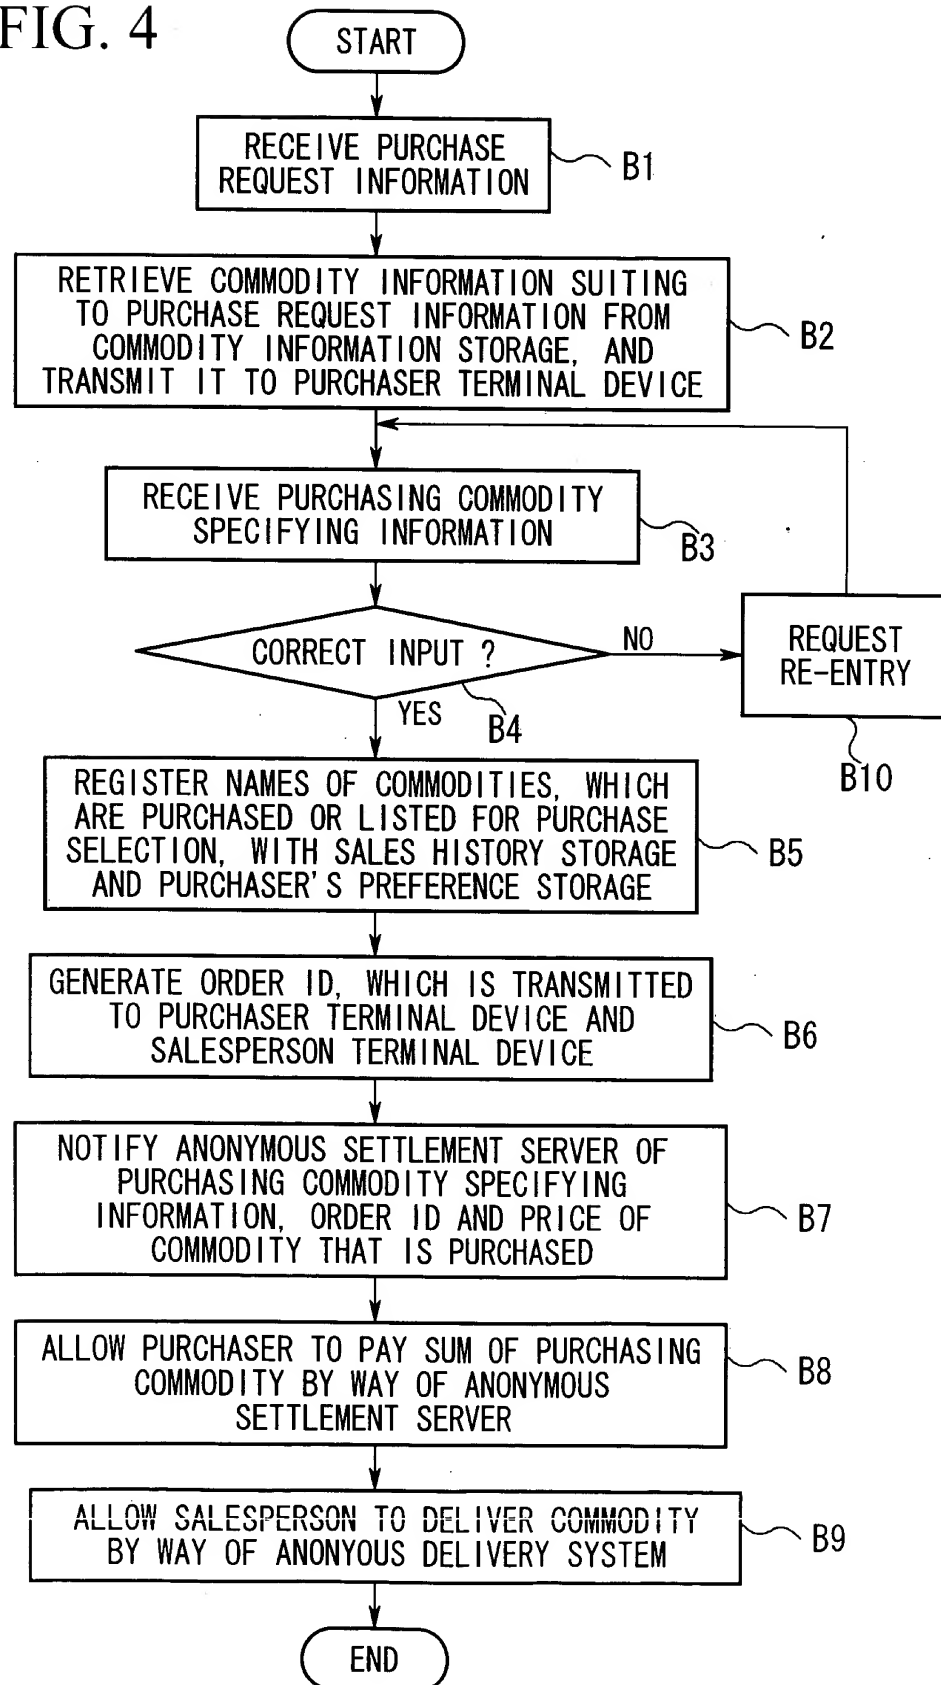 FIG. 4
START
RECEIVE PURCHASE
REQUEST INFORMATION
B1
RETRIEVE COMMODITY INFORMATION SUITING
TO PURCHASE REQUEST INFORMATION FROM
COMMODITY INFORMATION STORAGE, AND
TRANSMIT IT TO PURCHASER TERMINAL DEVICE
B2
RECEIVE PURCHASING COMMODITY
SPECIFYING INFORMATION
B3
CORRECT INPUT ?
NO
REQUEST
RE-ENTRY
YES
B4
B10
REGISTER NAMES OF COMMODITIES, WHICH
ARE PURCHASED OR LISTED FOR PURCHASE
SELECTION, WITH SALES HISTORY STORAGE
AND PURCHASER'S PREFERENCE STORAGE
B5
GENERATE ORDER ID, WHICH IS TRANSMITTED
TO PURCHASER TERMINAL DEVICE AND
SALESPERSON TERMINAL DEVICE
B6
NOTIFY ANONYMOUS SETTLEMENT SERVER OF
PURCHASING COMMODITY SPECIFYING
INFORMATION, ORDER ID AND PRICE OF
COMMODITY THAT IS PURCHASED
B7
ALLOW PURCHASER TO PAY SUM OF PURCHASING
COMMODITY BY WAY OF ANONYMOUS
SETTLEMENT SERVER
B8
ALLOW SALESPERSON TO DELIVER COMMODITY
BY WAY OF ANONYOUS DELIVERY SYSTEM
B9
END